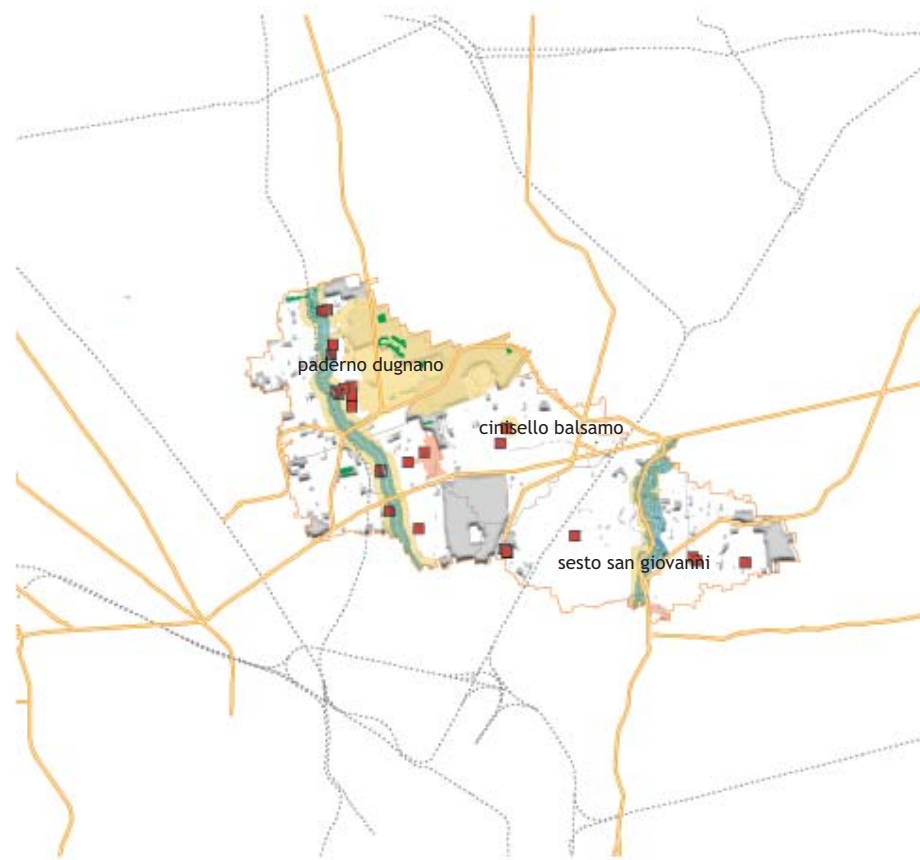 paderno dugnano
cinisello balsamo
sesto san giovanni